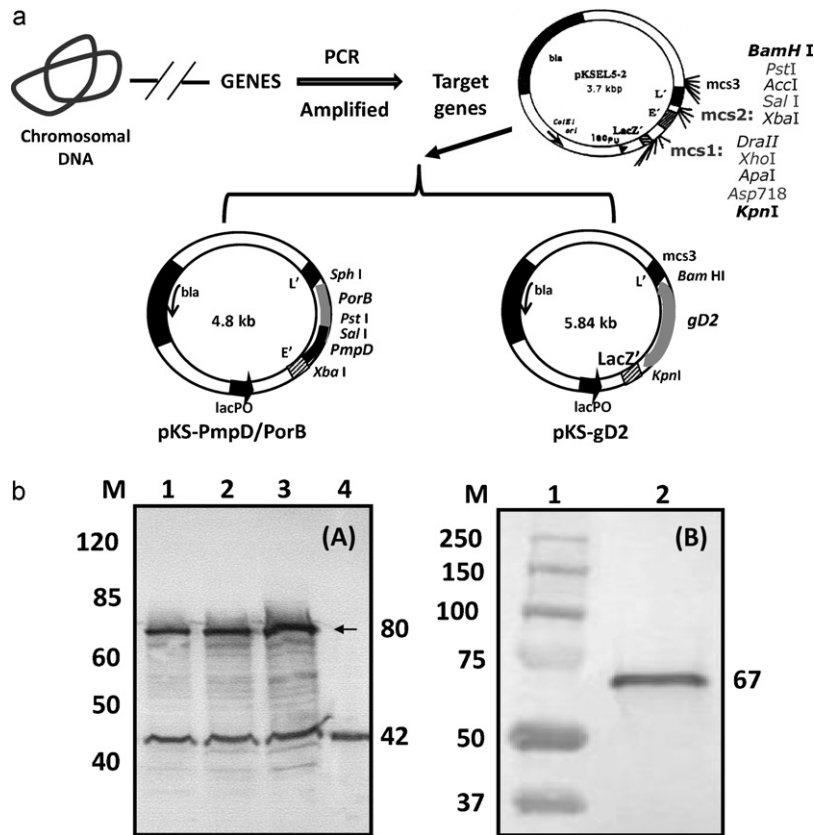 a
Chromosomal
DNA
GENES
PCR
Amplified
Target
genes
bla
pKSEL5-2
3.7 kbp
ColEI
ori
lacPU
LacZ'
E'
L'
mcs3
BamH I
PstI
AccI
Sal I
XbaI
mcs2:
mcs1:
DraII
XhoI
ApaI
Asp718
KpnI
bla
4.8 kb
L'
Sph I
PorB
Pst I
Sal I
PmpD
E'
Xba I
lacPO
pKS-PmpD/PorB
bla
5.84 kb
mcs3
L'
Bam HI
gD2
LacZ'
KpnI
lacPO
pKS-gD2
b
M 1 2 3 4
(A)
120
85
60
50
40
80
42
M 1 2
(B)
250
150
100
75
50
37
67